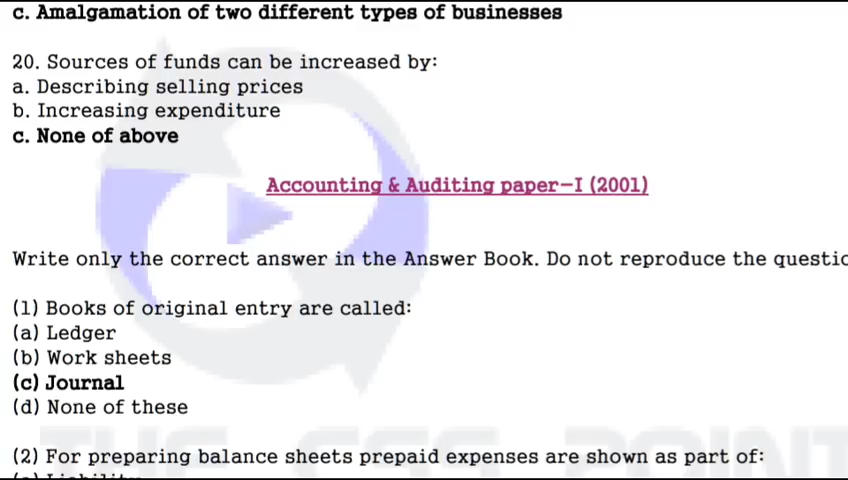 c. Amalgamation of two different types of businesses
20. Sources of funds can be increased by:
a. Describing selling prices
b. Increasing expenditure
c. None of above
Accounting & Auditing paper-I (2001)
Write only the correct answer in the Answer Book. Do not reproduce the
(1) Books of original entry are called:
(a) Ledger
(b) Work sheets
(c) Journal
(d) None of these
THE CSS POINT
(2) For preparing balance sheets prepaid expenses are shown as part of: